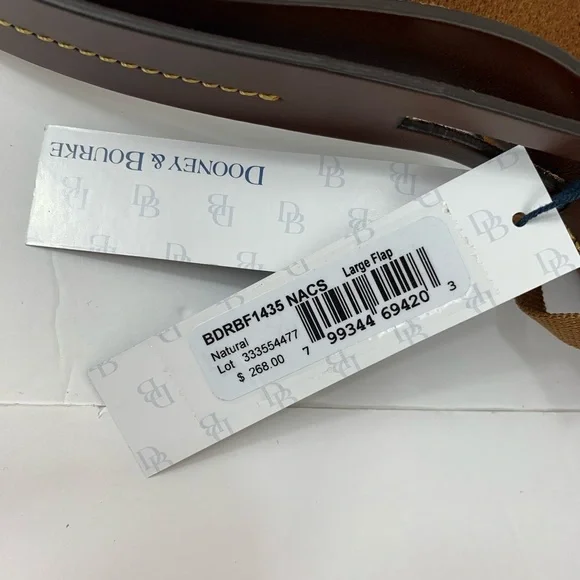 DOONEY & BOURKE
BDRBF1435 NACS Large Flap
Natural
Lot 333554477
$ 268.00
7 99344 69420 3